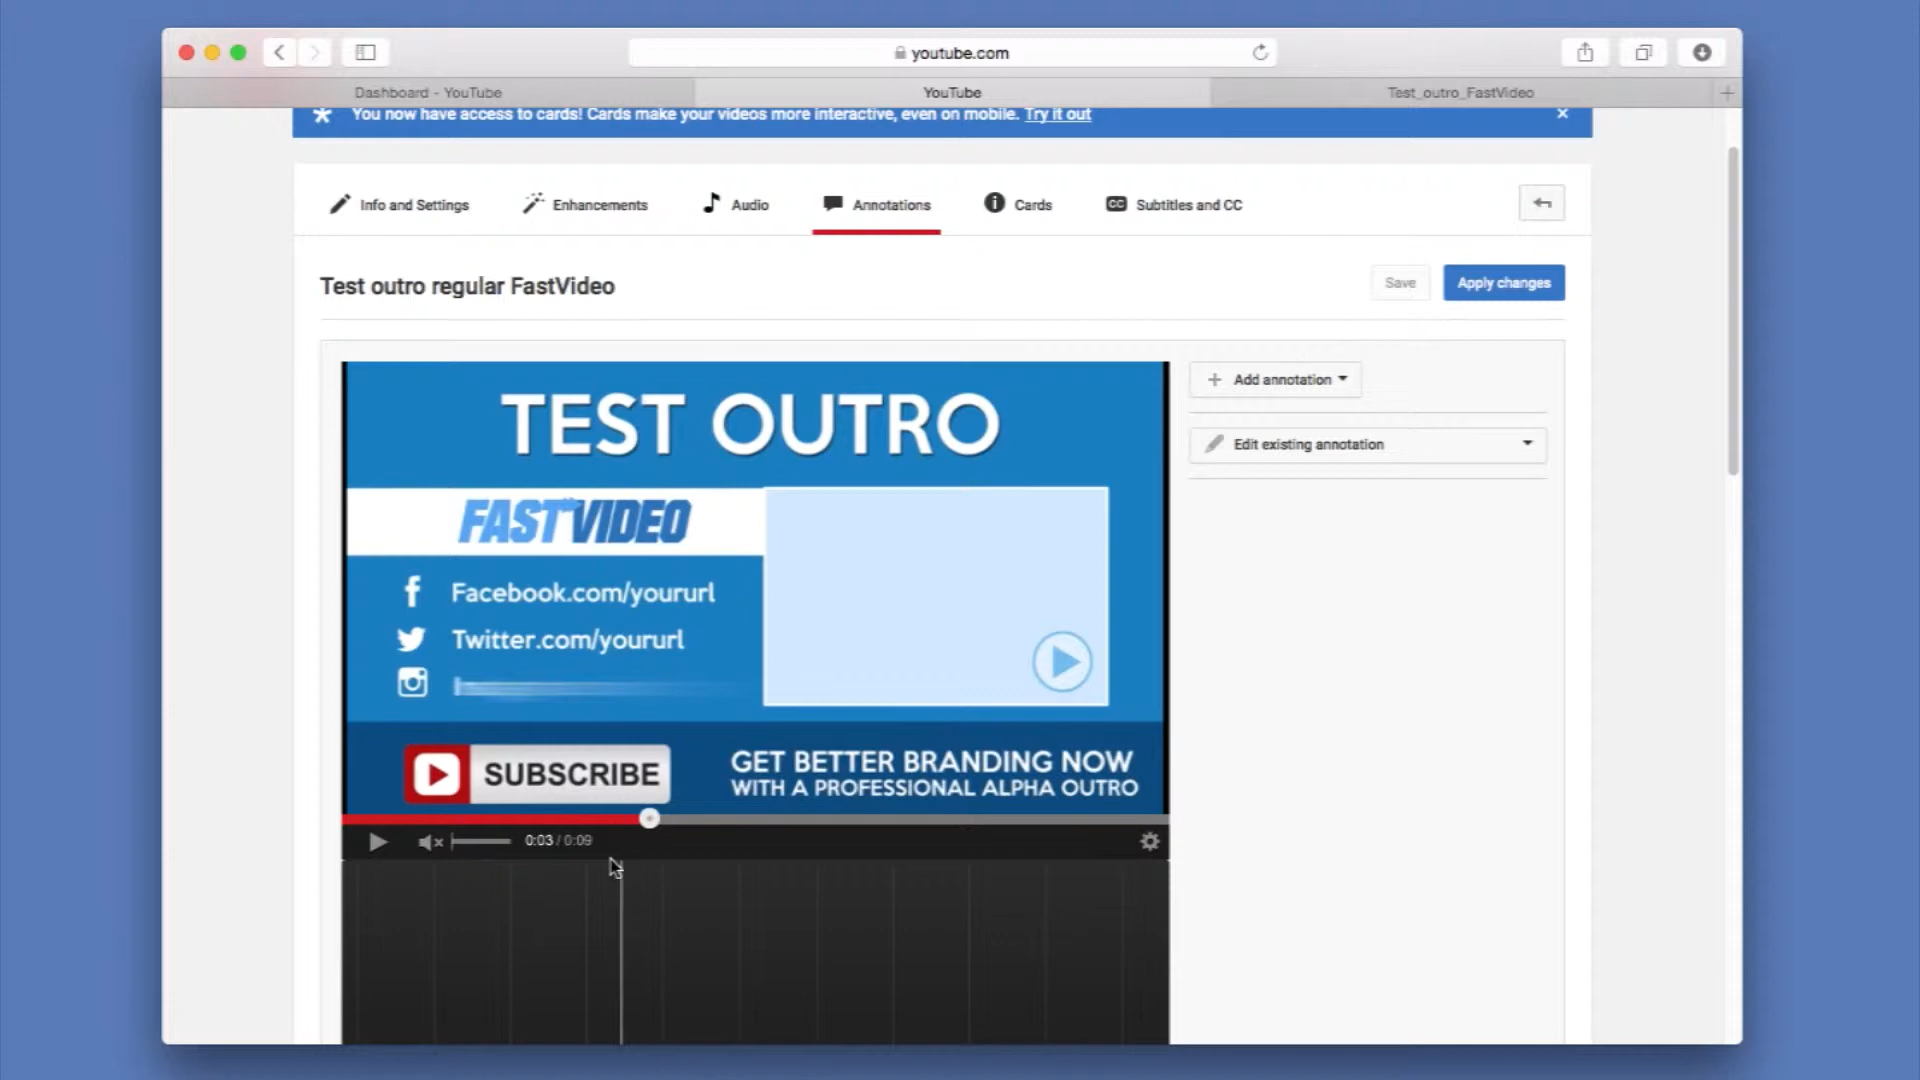 youtube.com
Dashboard - YouTube
YouTube
Test_outro_FastVideo
You now have access to cards! Cards make your videos more interactive, even on mobile. Try it out
Info and Settings
Enhancements
Audio
Annotations
Cards
CC Subtitles and CC
Test outro regular FastVideo
Save
Apply changes
TEST OUTRO
Add annotation
Edit existing annotation
FASTVIDEO
Facebook.com/yoururl
Twitter.com/yoururl
SUBSCRIBE
GET BETTER BRANDING NOW
WITH A PROFESSIONAL ALPHA OUTRO
0:03 / 0:09